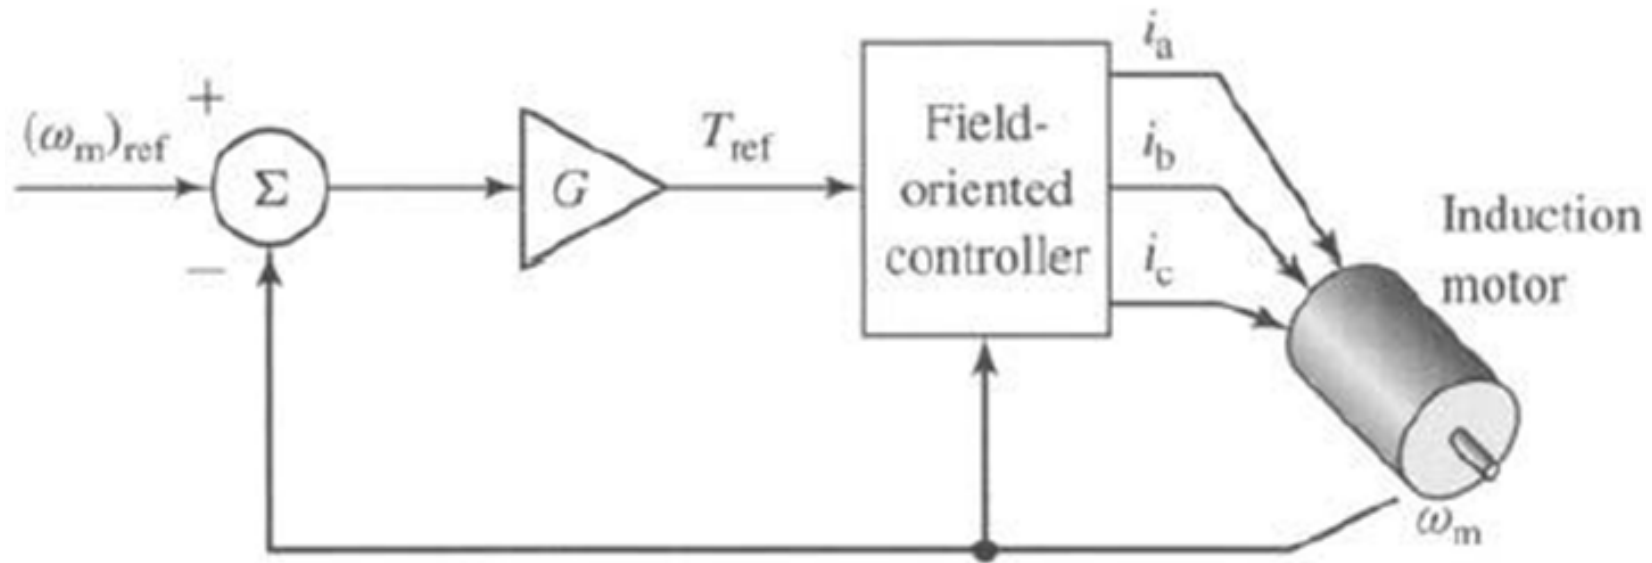 +
(ωm)ref
Σ
−
G
Tref
Field-
oriented
controller
ia
ib
ic
Induction
motor
ωm